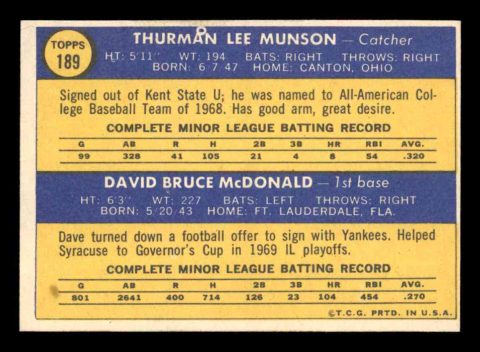 TOPPS
189
THURMAN LEE MUNSON — Catcher
HT: 5'11" WT: 194 BATS: RIGHT THROWS: RIGHT
BORN: 6/7/47 HOME: CANTON, OHIO
Signed out of Kent State U; he was named to All-American Col-
lege Baseball Team of 1968. Has good arm, great desire.
COMPLETE MINOR LEAGUE BATTING RECORD
G AB R H 2B 3B HR RBI AVG.
99 328 41 105 21 4 8 54 .320
DAVID BRUCE McDONALD — 1st base
HT: 6'3" WT: 227 BATS: LEFT THROWS: RIGHT
BORN: 5/20/43 HOME: FT. LAUDERDALE, FLA.
Dave turned down a football offer to sign with Yankees. Helped
Syracuse to Governor's Cup in 1969 IL playoffs.
COMPLETE MINOR LEAGUE BATTING RECORD
G AB R H 2B 3B HR RBI AVG.
801 2641 400 714 126 23 104 454 .270
©T.C.G. PRTD. IN U.S.A.